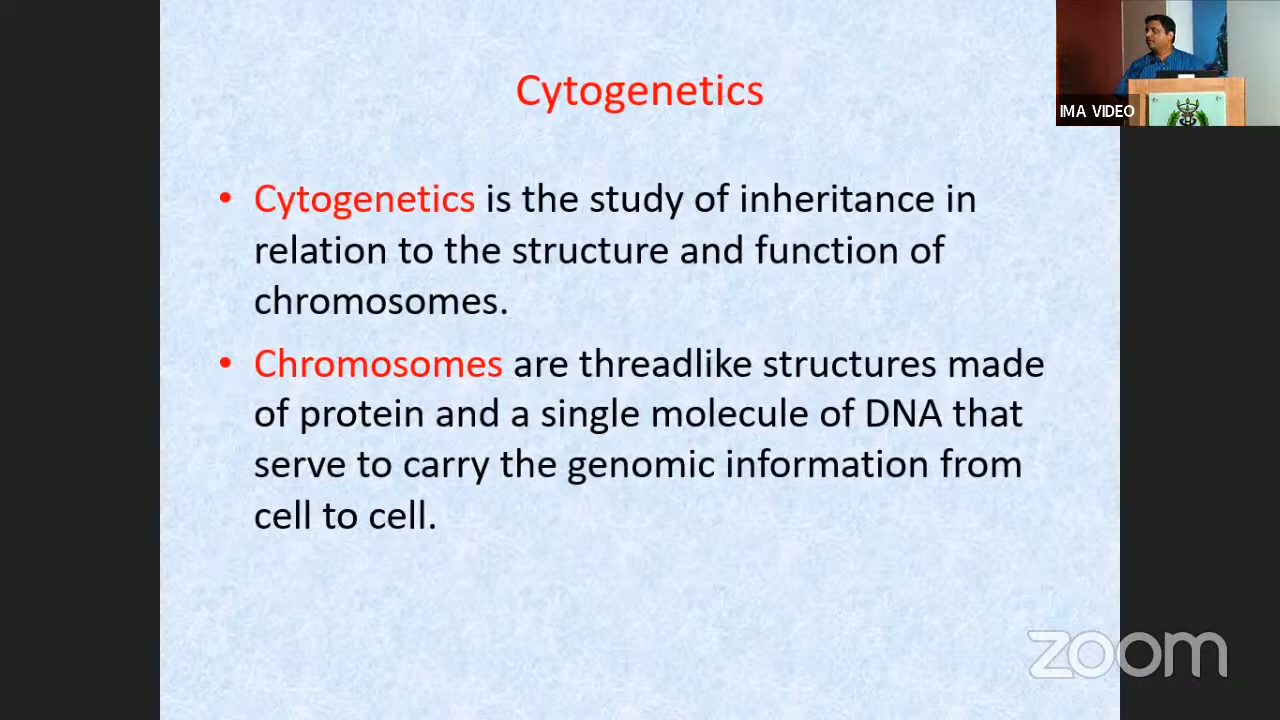 Cytogenetics
IMA VIDEO
• Cytogenetics is the study of inheritance in
relation to the structure and function of
chromosomes.
• Chromosomes are threadlike structures made
of protein and a single molecule of DNA that
serve to carry the genomic information from
cell to cell.
zoom